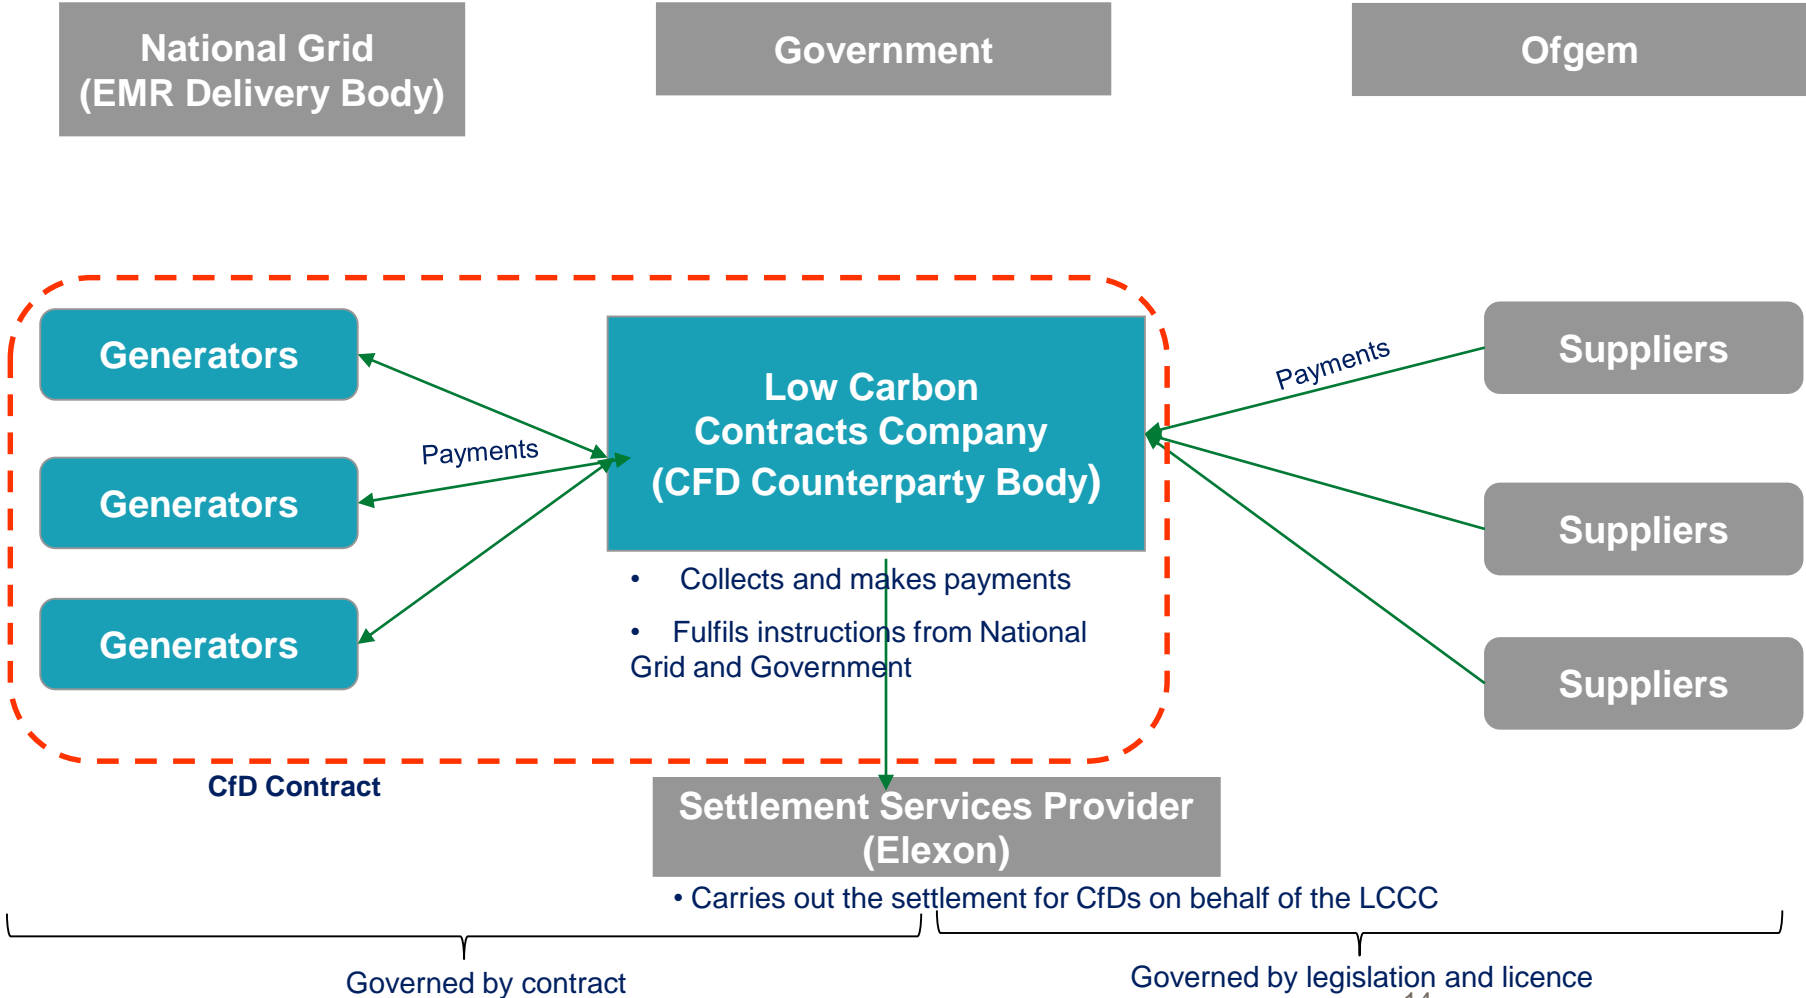 National Grid
(EMR Delivery Body)
Government
Ofgem
Generators
Generators
Generators
Payments
Low Carbon
Contracts Company
(CFD Counterparty Body)
• Collects and makes payments
• Fulfils instructions from National
Grid and Government
Payments
Suppliers
Suppliers
Suppliers
CfD Contract
Settlement Services Provider
(Elexon)
• Carries out the settlement for CfDs on behalf of the LCCC
Governed by contract
Governed by legislation and licence